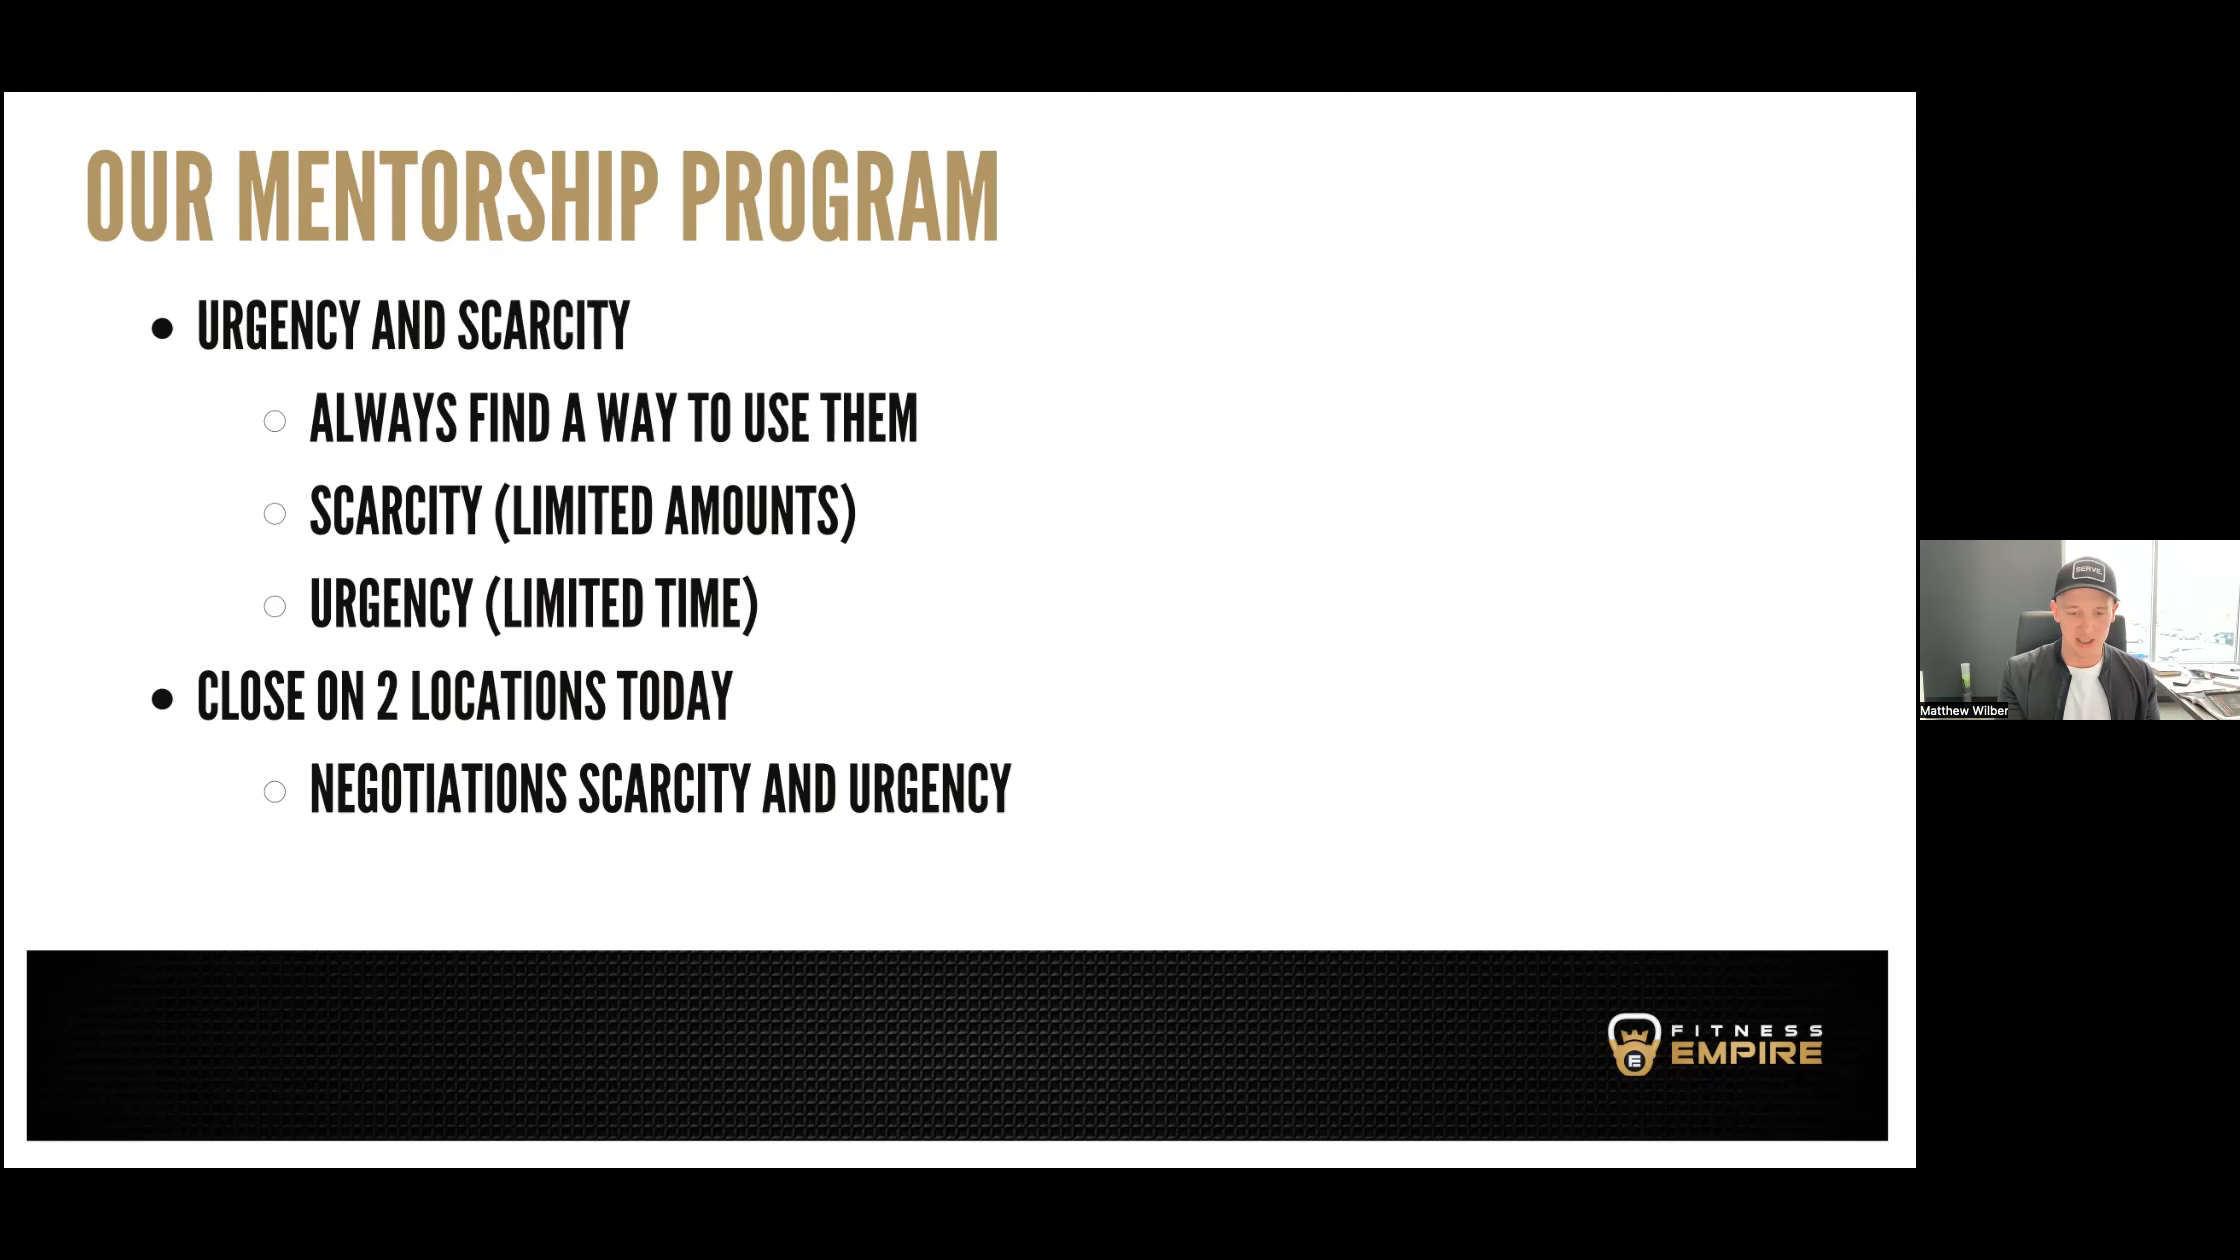 OUR MENTORSHIP PROGRAM
URGENCY AND SCARCITY
ALWAYS FIND A WAY TO USE THEM
SCARCITY (LIMITED AMOUNTS)
URGENCY (LIMITED TIME)
CLOSE ON 2 LOCATIONS TODAY
NEGOTIATIONS SCARCITY AND URGENCY
SERVE.
Matthew Wilber
E
FITNESS
EMPIRE